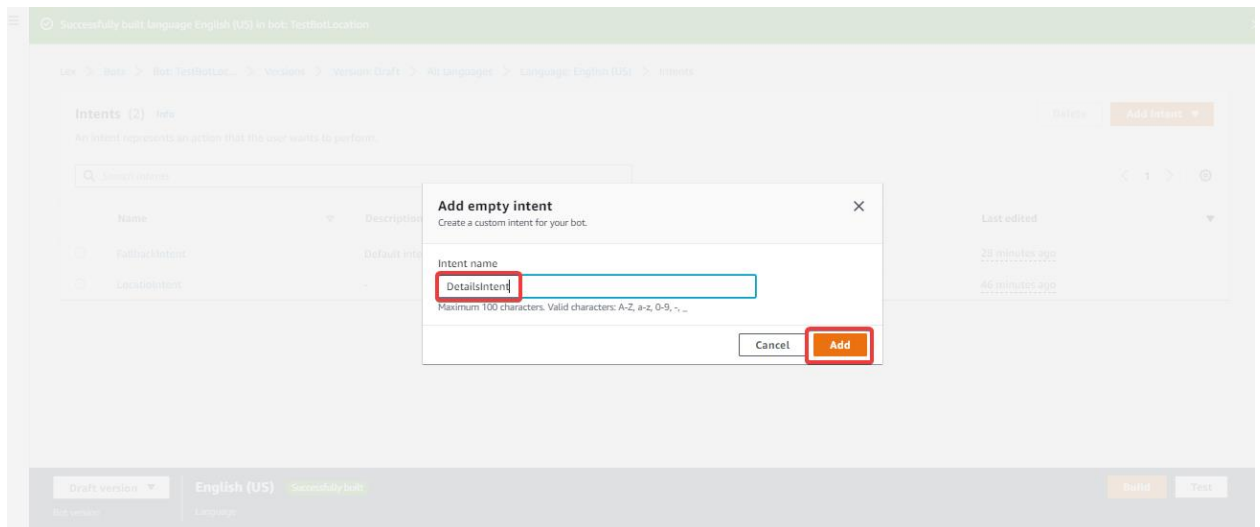 Successfully built language English (US) in bot: TestBotLocation
Lex > Bots > Bot: TestBotLoc... > Versions > Version: Draft > All languages > Language: English (US) > Intents
Intents (2) Info
Delete
Add intent
An intent represents an action that the user wants to perform.
Search intents
< 1 >
Add empty intent
Create a custom intent for your bot.
Name
Description
Last edited
FallbackIntent
Default inte
28 minutes ago
LocationIntent
-
46 minutes ago
Intent name
DetailsIntent
Maximum 100 characters. Valid characters: A-Z, a-z, 0-9, -, _
Cancel
Add
Draft version
English (US)
Successfully built
Build
Test
Bot version
Language